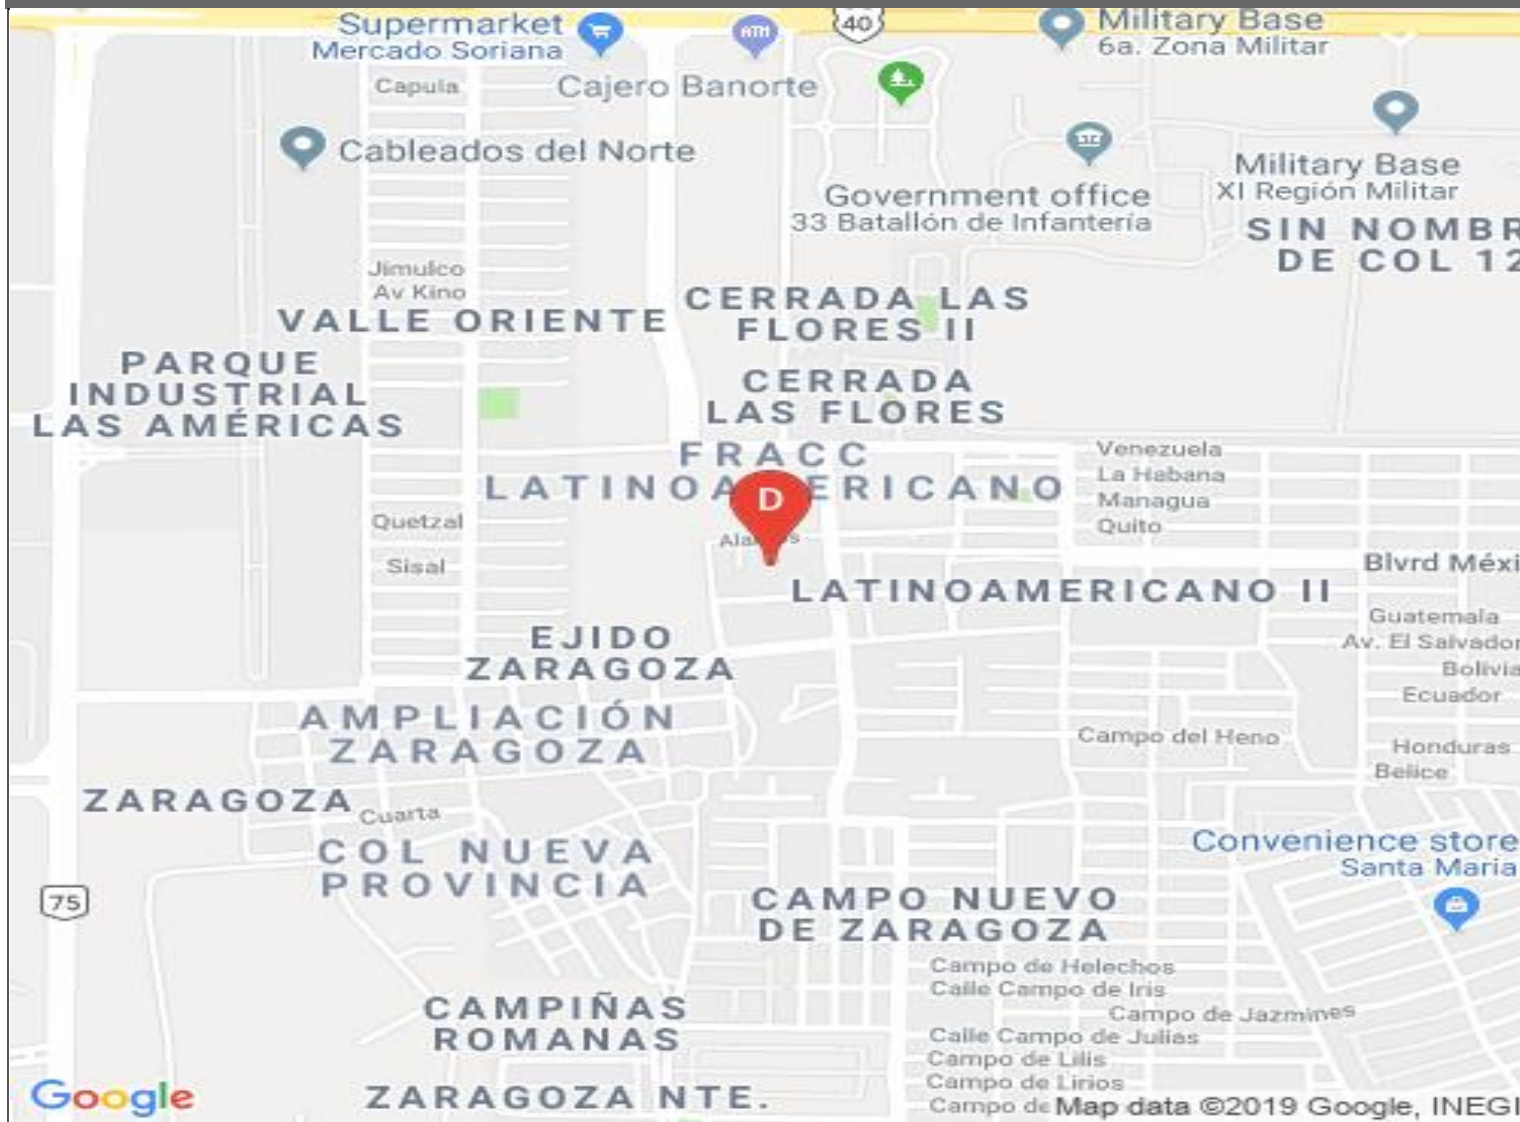 Supermarket
Mercado Soriana
ATM
40
Military Base
6a. Zona Militar
Capula
Cajero Banorte
Cableados del Norte
Military Base
XI Región Militar
Government office
33 Batallón de Infantería
SIN NOMBR
DE COL 12
Jimulco
Av Kino
CERRADA LAS
FLORES II
VALLE ORIENTE
PARQUE
INDUSTRIAL
LAS AMÉRICAS
CERRADA
LAS FLORES
FRACC
LATINOA ERICANO
D
Venezuela
La Habana
Managua
Quito
Quetzal
Sisal
Blvrd Méxi
LATINOAMERICANO II
Guatemala
Av. El Salvador
Bolivia
Ecuador
EJIDO
ZARAGOZA
AMPLIACIÓN
ZARAGOZA
Campo del Heno
Honduras
Belice
ZARAGOZA
Cuarta
COL NUEVA
PROVINCIA
Convenience store
Santa Maria
75
CAMPO NUEVO
DE ZARAGOZA
Campo de Helechos
Calle Campo de Iris
Campo de Jazmines
CAMPIÑAS
ROMANAS
Calle Campo de Julias
Campo de Lilis
Campo de Lirios
Google
ZARAGOZA NTE.
Campo de
Map data ©2019 Google, INEGI